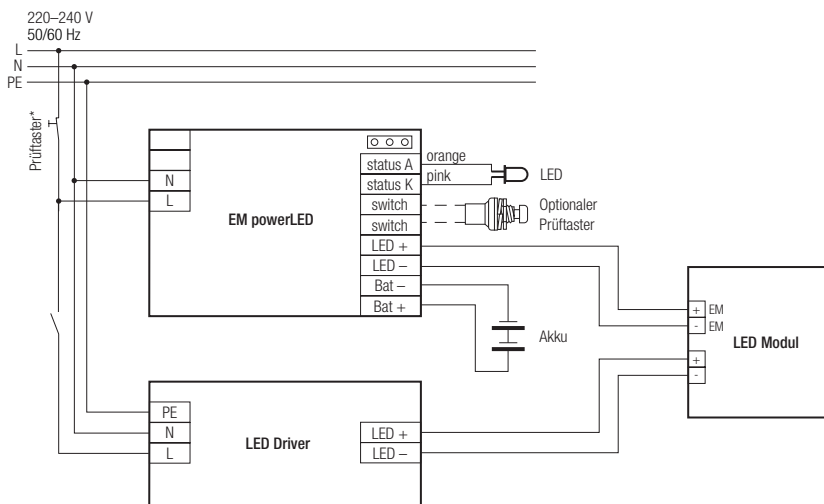 220–240 V
50/60 Hz
L
N
PE
Prüftaster*
N
L
EM powerLED
status A
status K
switch
switch
LED +
LED –
Bat –
Bat +
orange
pink
LED
Optionaler
Prüftaster
Akku
+ EM
- EM
+
-
LED Modul
PE
N
L
LED Driver
LED +
LED –